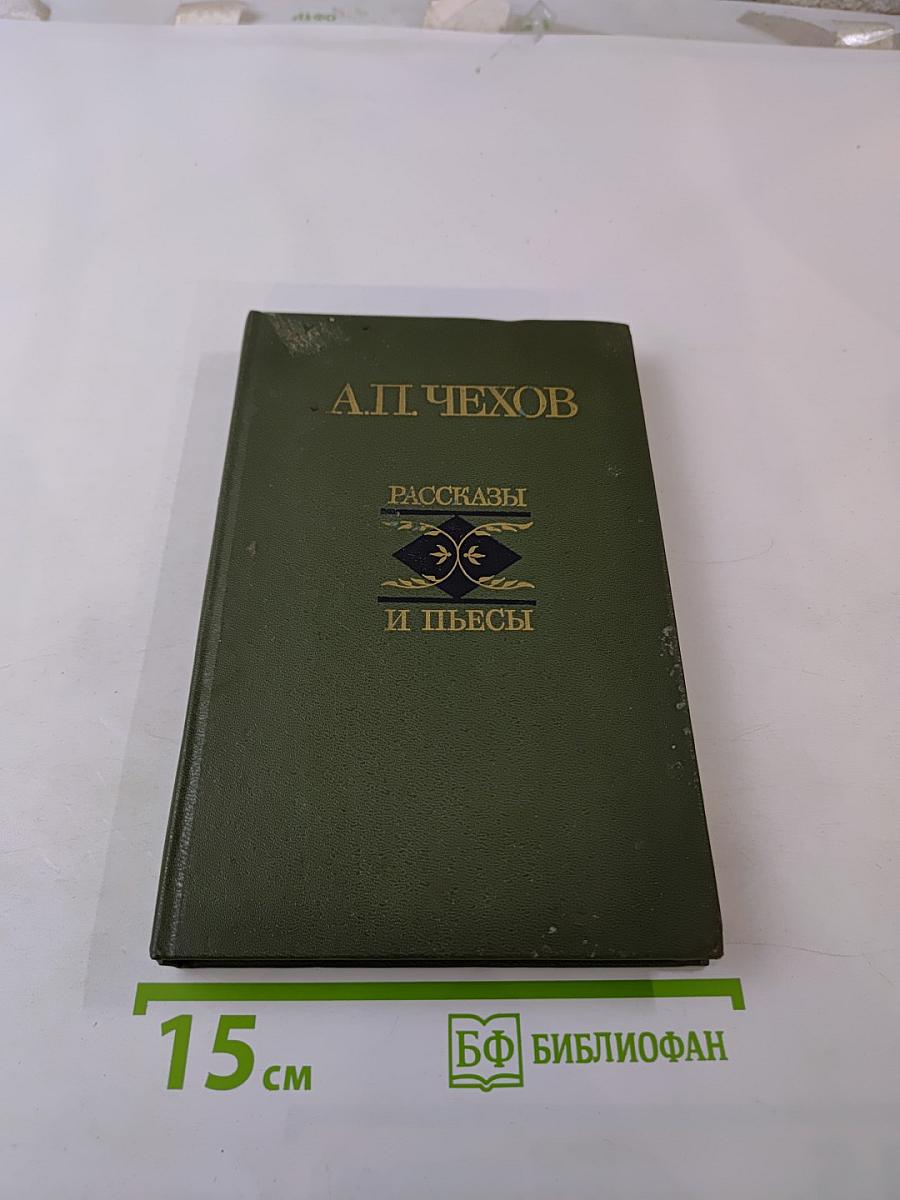 А.П. ЧЕХОВ
РАССКАЗЫ
И ПЬЕСЫ
15 см
БФ БИБЛИОФАН